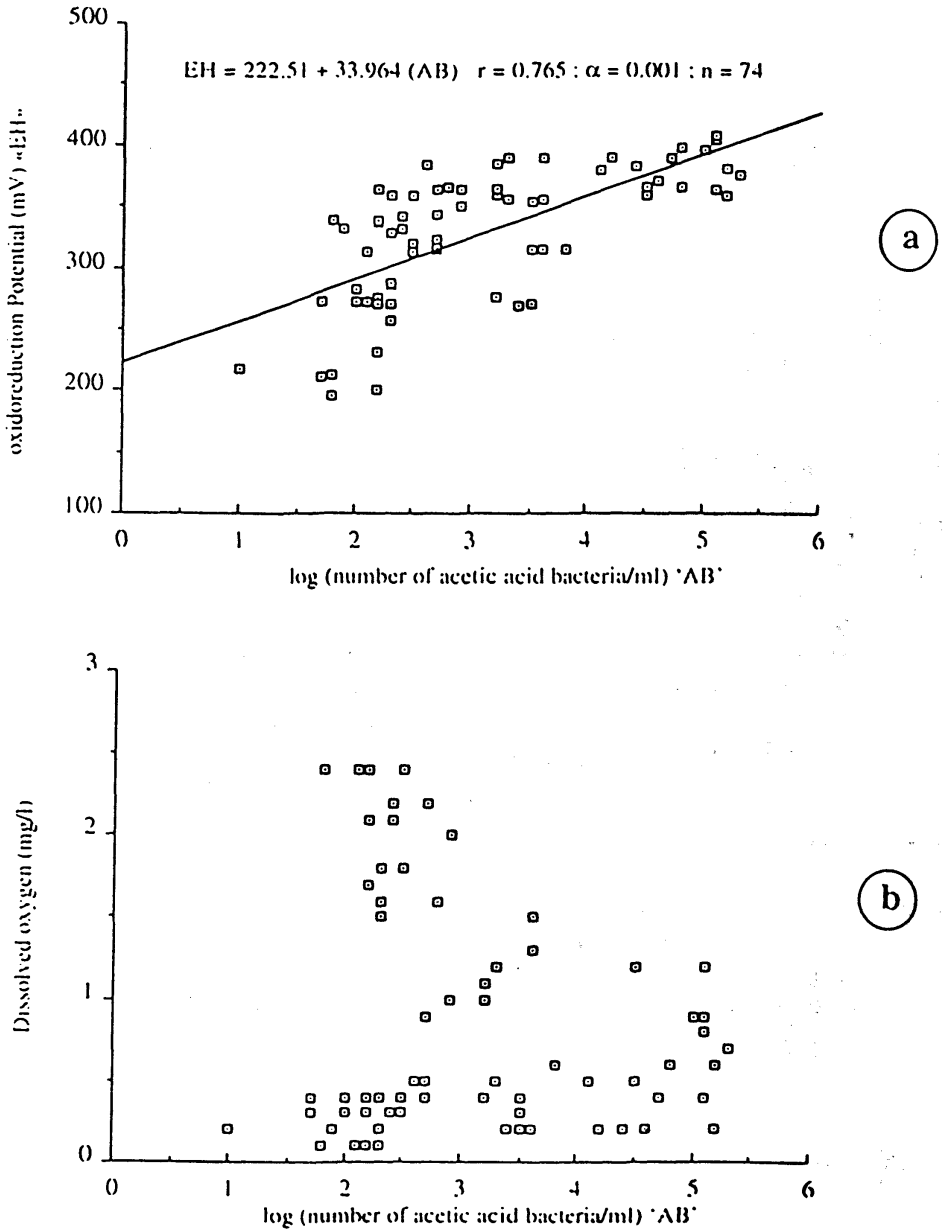 500
EH = 222.51 + 33.964 (AB) r = 0.765 : α = 0.001 : n = 74
400
300
200
100
oxidoreduction Potential (mV) «EH»
0 1 2 3 4 5 6
log (number of acetic acid bacteria/ml) 'AB'
a
3
2
1
0
Dissolved oxygen (mg/l)
0 1 2 3 4 5 6
log (number of acetic acid bacteria/ml) 'AB'
b